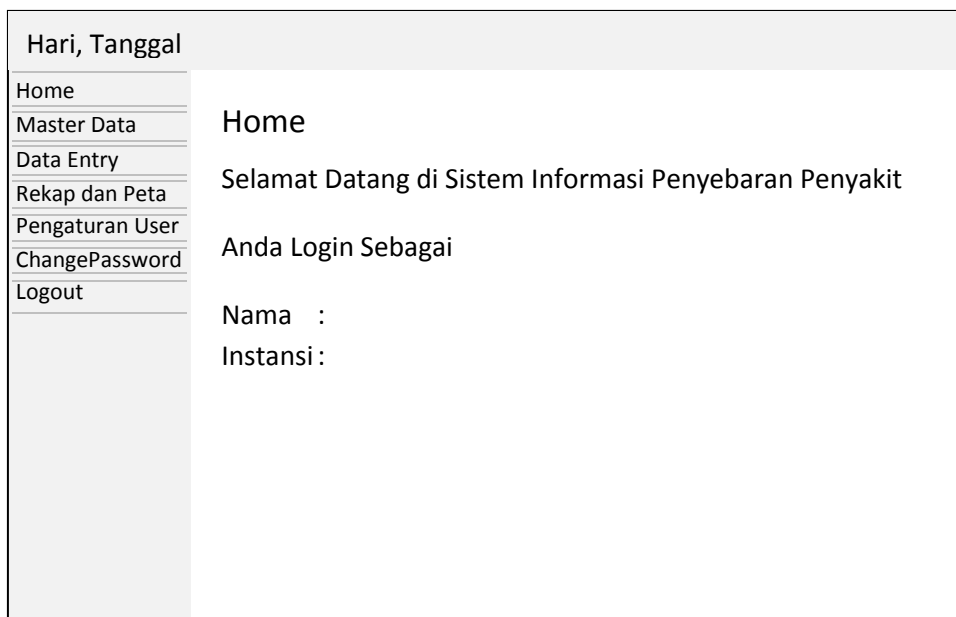 Hari, Tanggal
Home
Master Data
Data Entry
Rekap dan Peta
Pengaturan User
ChangePassword
Logout
Home
Selamat Datang di Sistem Informasi Penyebaran Penyakit
Anda Login Sebagai
Nama :
Instansi :